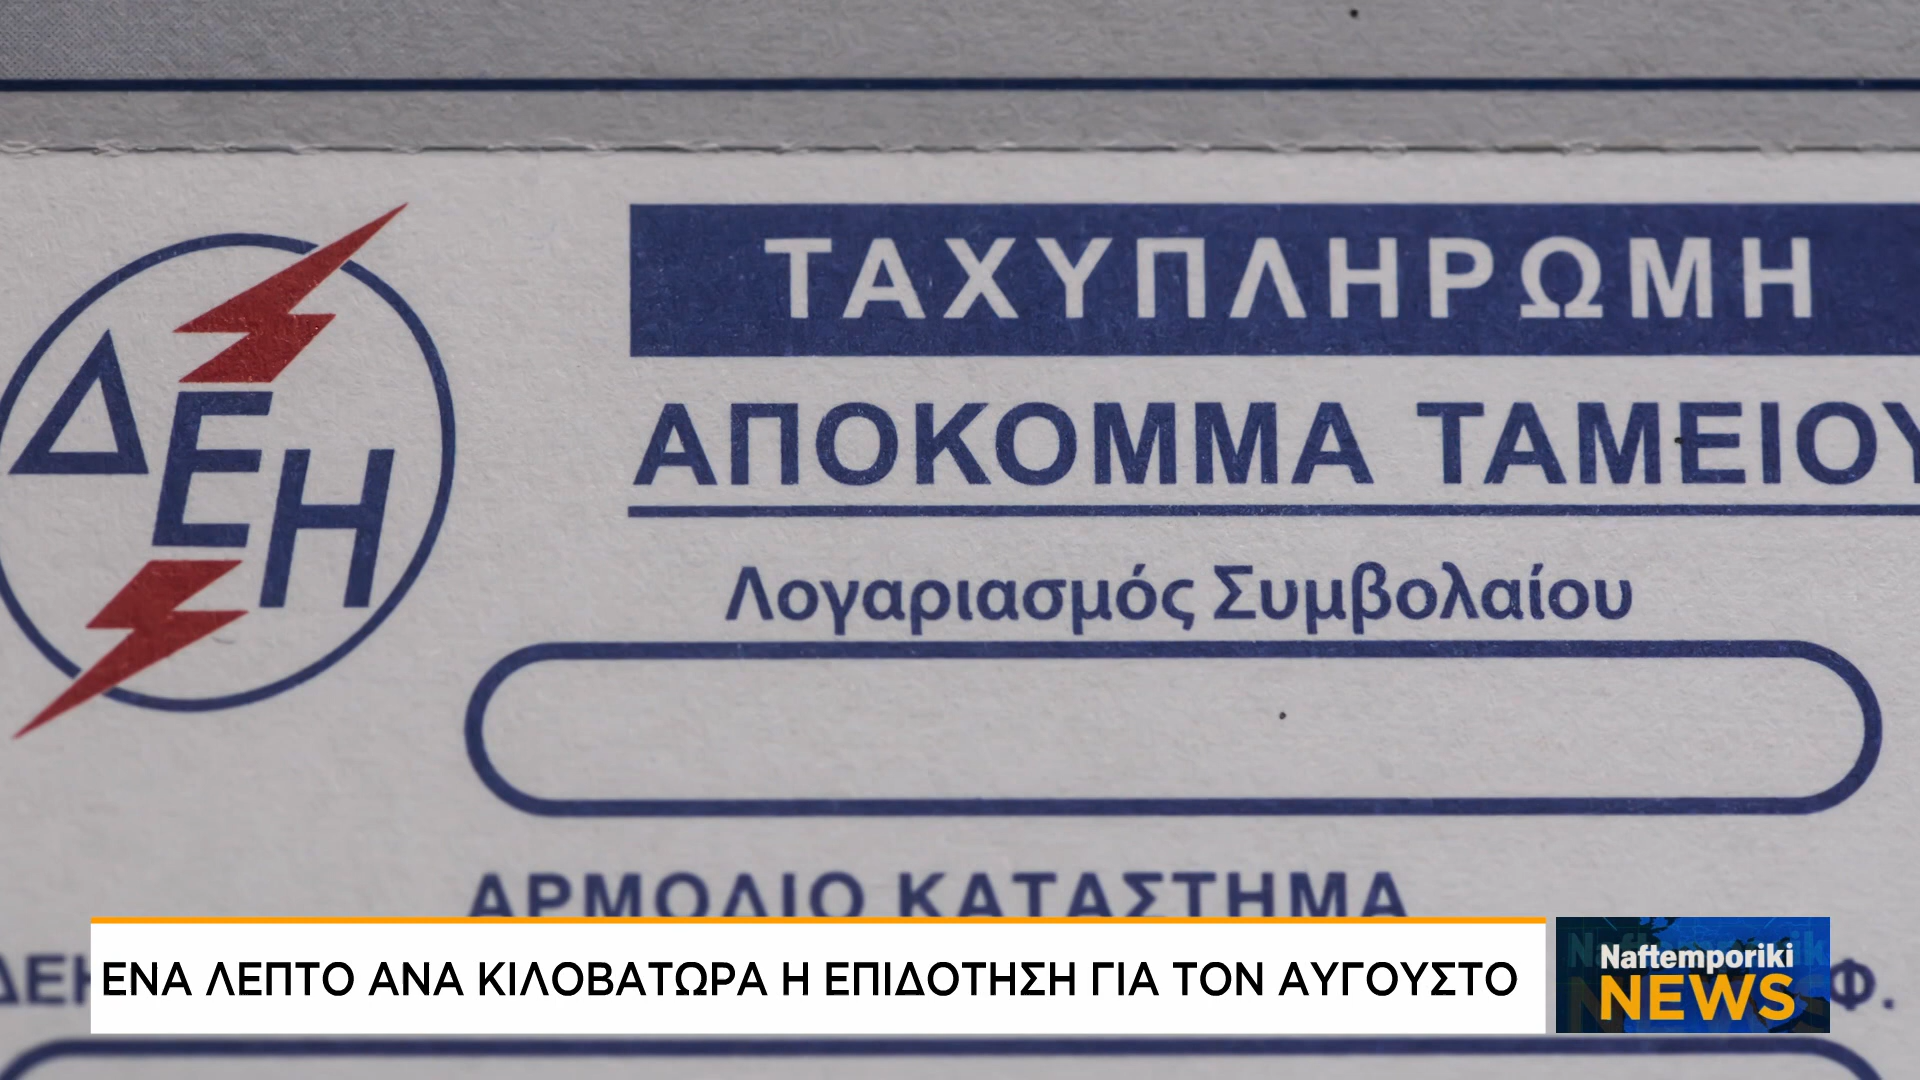 ΔΕΗ
ΤΑΧΥΠΛΗΡΩΜΗ
ΑΠΟΚΟΜΜΑ ΤΑΜΕΙΟΥ
Λογαριασμός Συμβολαίου
ΑΡΜΟΔΙΟ ΚΑΤΑΣΤΗΜΑ
ΕΝΑ ΛΕΠΤΟ ΑΝΑ ΚΙΛΟΒΑΤΩΡΑ Η ΕΠΙΔΟΤΗΣΗ ΓΙΑ ΤΟΝ ΑΥΓΟΥΣΤΟ
Naftemporiki
NEWS